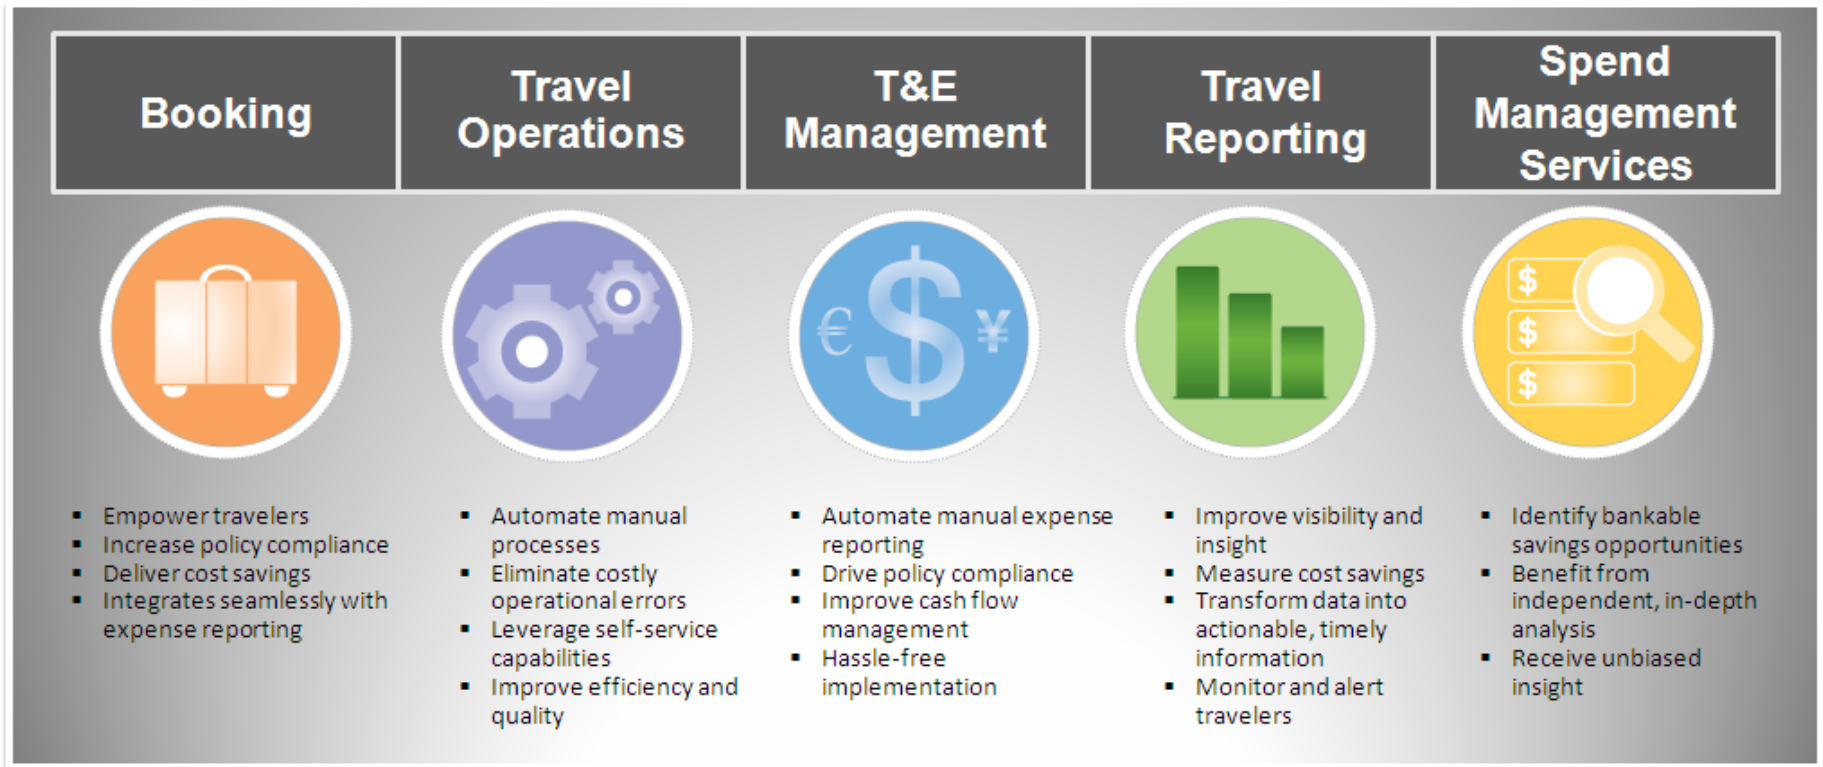 Booking
Travel
Operations
T&E
Management
Travel
Reporting
Spend
Management
Services
€ $ ¥
$
$
$
▪ Empower travelers
▪ Increase policy compliance
▪ Deliver cost savings
▪ Integrates seamlessly with
expense reporting
▪ Automate manual
processes
▪ Eliminate costly
operational errors
▪ Leverage self-service
capabilities
▪ Improve efficiency and
quality
▪ Automate manual expense
reporting
▪ Drive policy compliance
▪ Improve cash flow
management
▪ Hassle-free
implementation
▪ Improve visibility and
insight
▪ Measure cost savings
▪ Transform data into
actionable, timely
information
▪ Monitor and alert
travelers
▪ Identify bankable
savings opportunities
▪ Benefit from
independent, in-depth
analysis
▪ Receive unbiased
insight